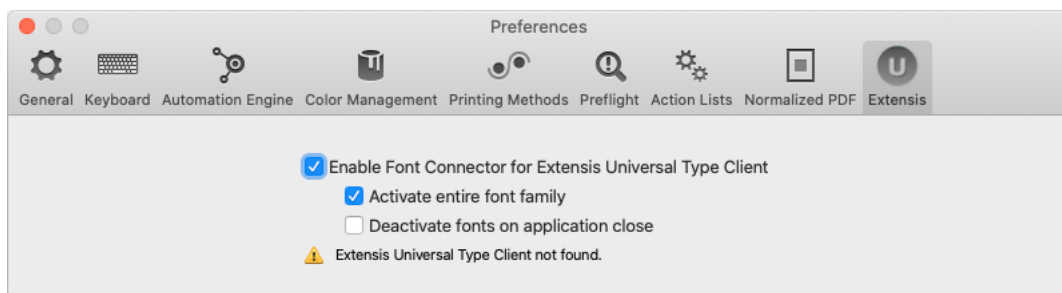 Preferences
General Keyboard Automation Engine Color Management Printing Methods Preflight Action Lists Normalized PDF Extensis
Enable Font Connector for Extensis Universal Type Client
Activate entire font family
Deactivate fonts on application close
Extensis Universal Type Client not found.